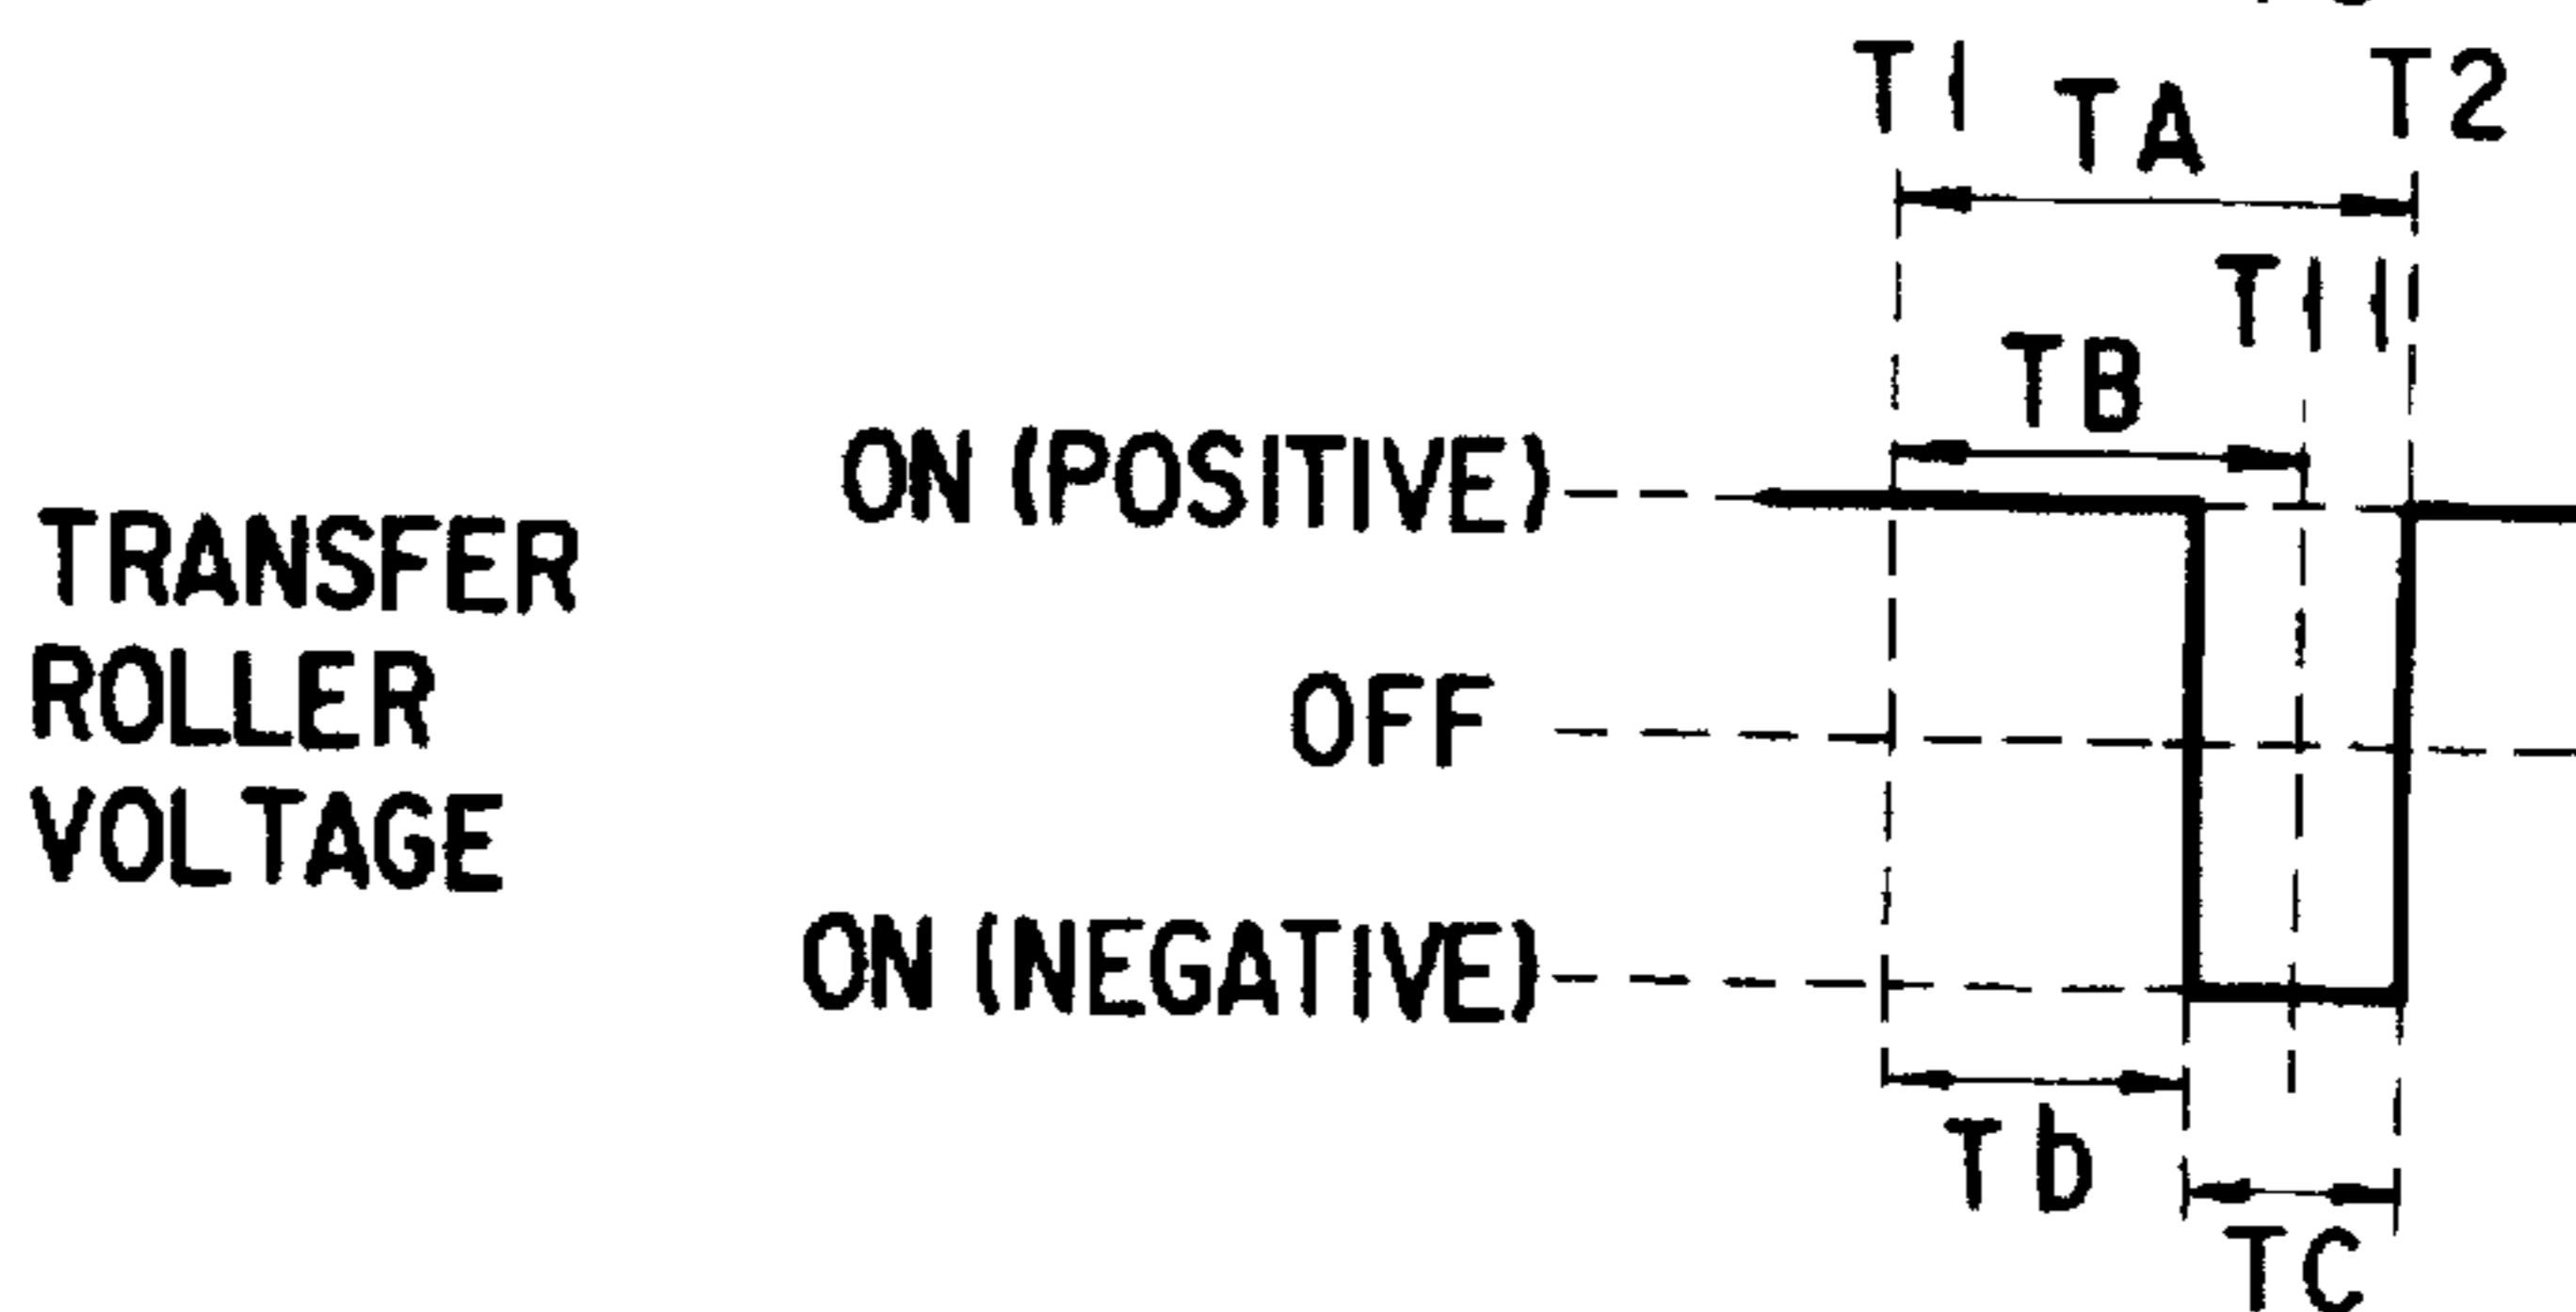 T1
TA
T2
T11
TB
ON (POSITIVE)
TRANSFER
ROLLER
VOLTAGE
OFF
ON (NEGATIVE)
Tb
TC